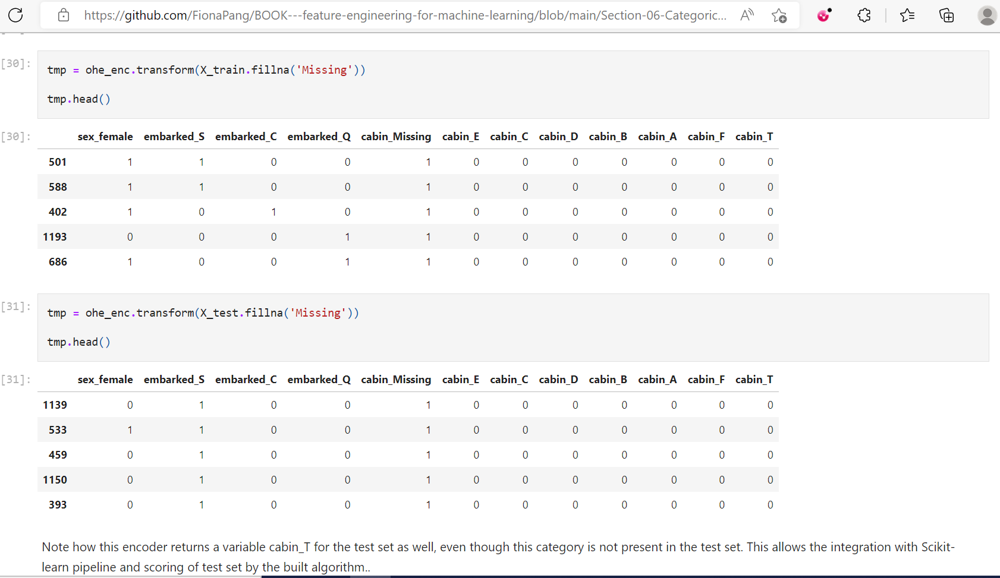 https://github.com/FionaPang/BOOK---feature-engineering-for-machine-learning/blob/main/Section-06-Categoric...
[30]:
tmp = ohe_enc.transform(X_train.fillna('Missing'))
tmp.head()
[30]:
sex_female embarked_S embarked_C embarked_Q cabin_Missing cabin_E cabin_C cabin_D cabin_B cabin_A cabin_F cabin_T
501 1 1 0 0 1 0 0 0 0 0 0 0
588 1 1 0 0 1 0 0 0 0 0 0 0
402 1 0 1 0 1 0 0 0 0 0 0 0
1193 0 0 0 1 1 0 0 0 0 0 0 0
686 1 0 0 1 1 0 0 0 0 0 0 0
[31]:
tmp = ohe_enc.transform(X_test.fillna('Missing'))
tmp.head()
[31]:
sex_female embarked_S embarked_C embarked_Q cabin_Missing cabin_E cabin_C cabin_D cabin_B cabin_A cabin_F cabin_T
1139 0 1 0 0 1 0 0 0 0 0 0 0
533 1 1 0 0 1 0 0 0 0 0 0 0
459 0 1 0 0 1 0 0 0 0 0 0 0
1150 0 1 0 0 1 0 0 0 0 0 0 0
393 0 1 0 0 1 0 0 0 0 0 0 0
Note how this encoder returns a variable cabin_T for the test set as well, even though this category is not present in the test set. This allows the integration with Scikit-
learn pipeline and scoring of test set by the built algorithm..